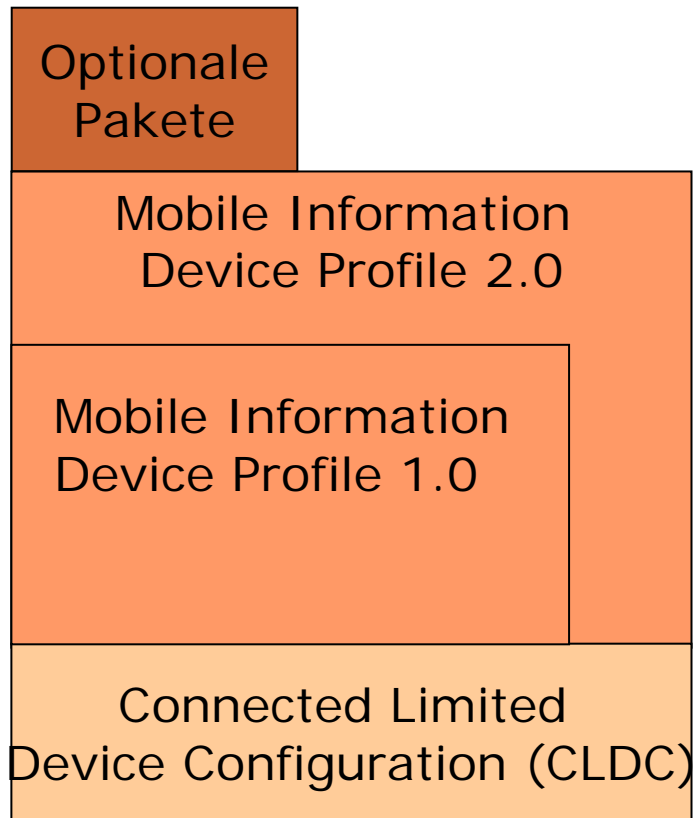 Optionale
Pakete
Mobile Information
Device Profile 2.0
Mobile Information
Device Profile 1.0
Connected Limited
Device Configuration (CLDC)